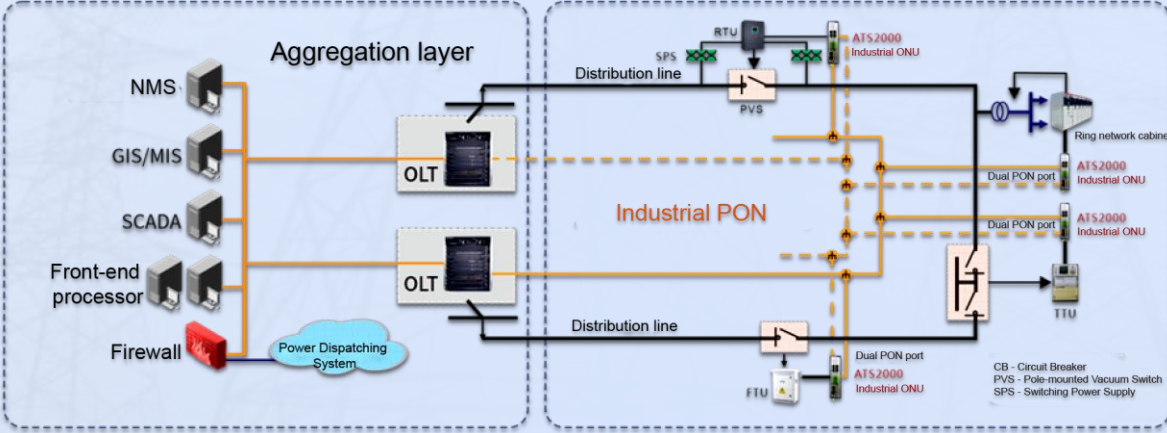 Aggregation layer
NMS
GIS/MIS
SCADA
Front-end
processor
Firewall
Power Dispatching
System
OLT
OLT
Distribution line
SPS
RTU
PVS
ATS2000
Industrial ONU
Ring network cabine
Dual PON port
ATS2000
Industrial ONU
Industrial PON
Dual PON port
ATS2000
Industrial ONU
TTU
Distribution line
Dual PON port
FTU
ATS2000
Industrial ONU
CB - Circuit Breaker
PVS - Pole-mounted Vacuum Switch
SPS - Switching Power Supply